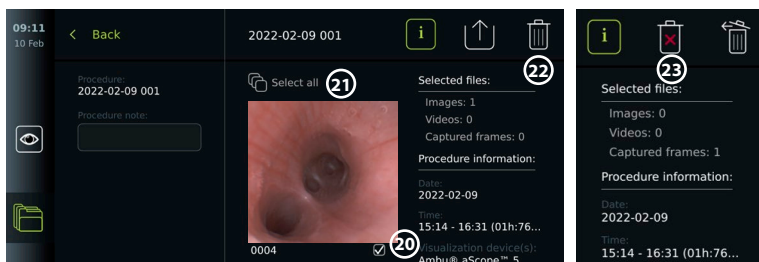 09:11
10 Feb
Back
Procedure:
2022-02-09 001
Procedure note:
2022-02-09 001
i
22
Select all
21
0004
20
Selected files:
Images: 1
Videos: 0
Captured frames: 0
Procedure information:
Date:
2022-02-09
Time:
15:14 - 16:31 (01h:76...
Visualization device(s):
Ambu® aScope™ 5
i
23
Selected files:
Images: 0
Videos: 0
Captured frames: 1
Procedure information:
Date:
2022-02-09
Time:
15:14 - 16:31 (01h:76...